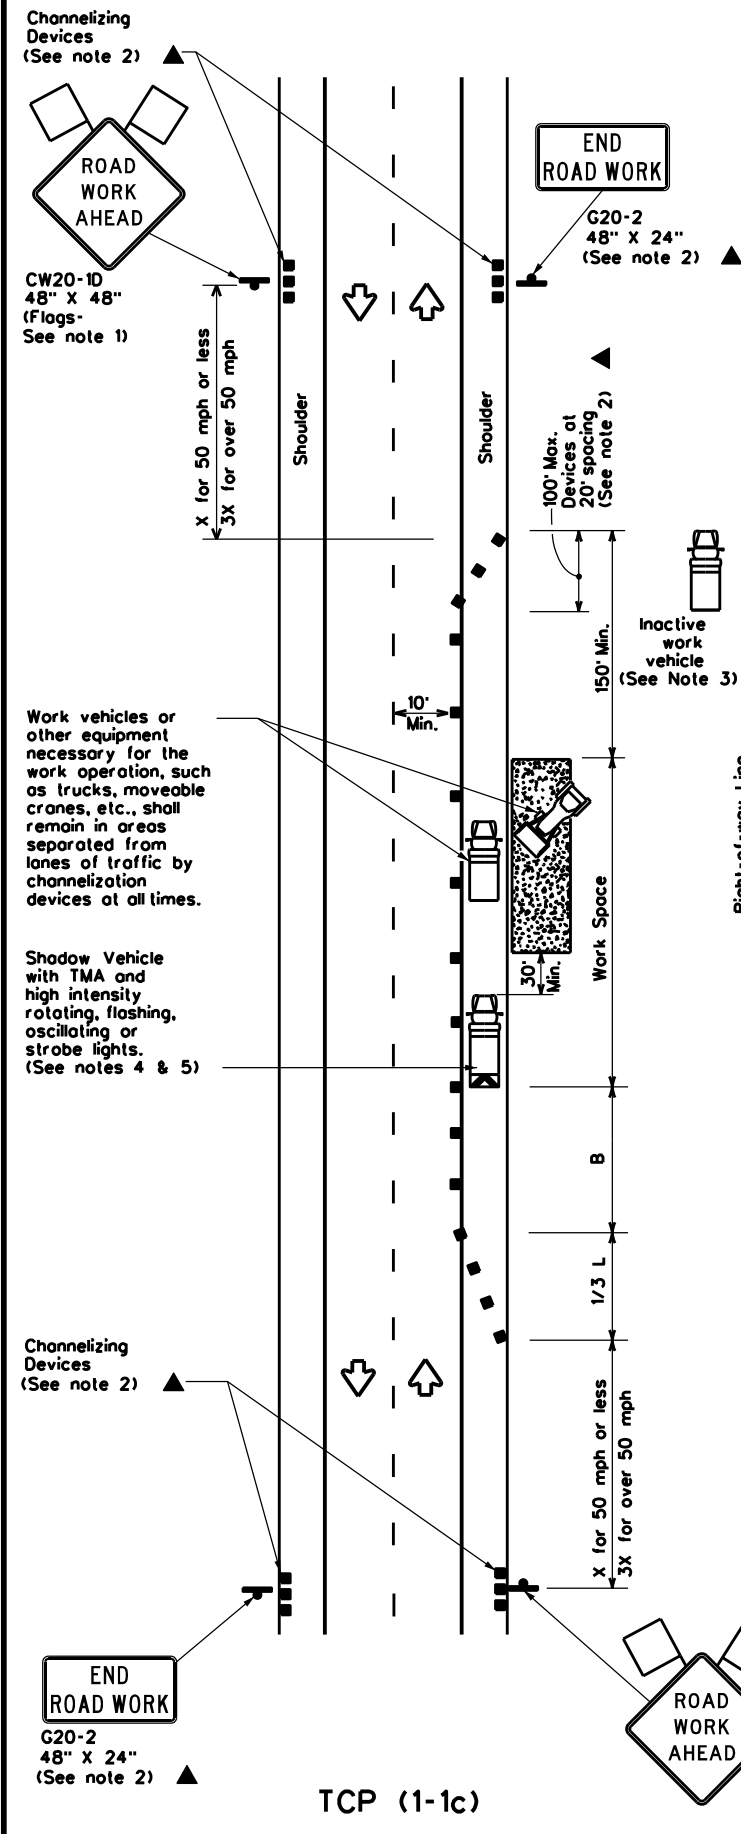 Channelizing
Devices
(See note 2)
ROAD
WORK
AHEAD
CW20-1D
48" X 48"
(Flags-
See note 1)
END
ROAD WORK
G20-2
48" X 24"
(See note 2)
X for 50 mph or less
3X for over 50 mph
Shoulder
Shoulder
100' Max.
Devices at
20' spacing
(See note 2)
150' Min.
Inactive
work
vehicle
(See Note 3)
10'
Min.
Work vehicles or
other equipment
necessary for the
work operation, such
as trucks, moveable
cranes, etc., shall
remain in areas
separated from
lanes of traffic by
channelization
devices at all times.
Right-of-way Line
Work Space
30'
Min.
Shadow Vehicle
with TMA and
high intensity
rotating, flashing,
oscillating or
strobe lights.
(See notes 4 & 5)
B
1/3 L
Channelizing
Devices
(See note 2)
X for 50 mph or less
3X for over 50 mph
END
ROAD WORK
G20-2
48" X 24"
(See note 2)
ROAD
WORK
AHEAD
TCP (1-1c)